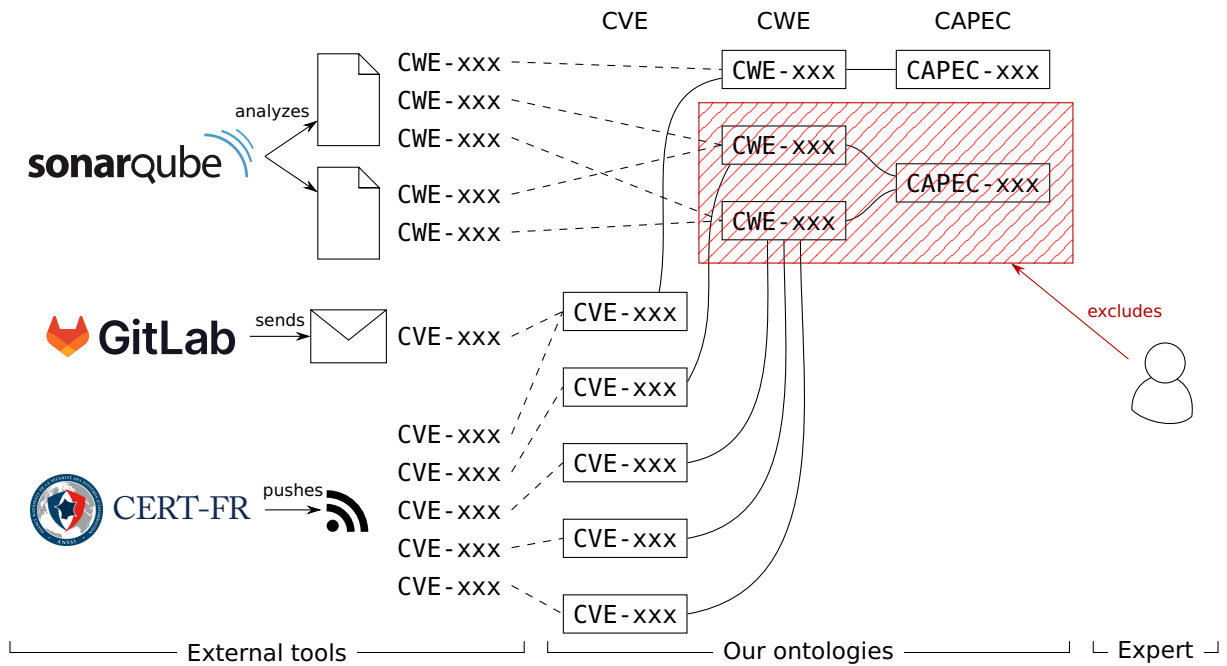 CVE
CWE
CAPEC
CWE-xxx
CWE-xxx
CWE-xxx
CWE-xxx
CWE-xxx
analyzes
sonarqube
CWE-xxx
CAPEC-xxx
CWE-xxx
CAPEC-xxx
CWE-xxx
GitLab
sends
CVE-xxx
CVE-xxx
excludes
CVE-xxx
CVE-xxx
CVE-xxx
CVE-xxx
CVE-xxx
CVE-xxx
CERT-FR
pushes
ANSSI
CVE-xxx
CVE-xxx
CVE-xxx
External tools
Our ontologies
Expert